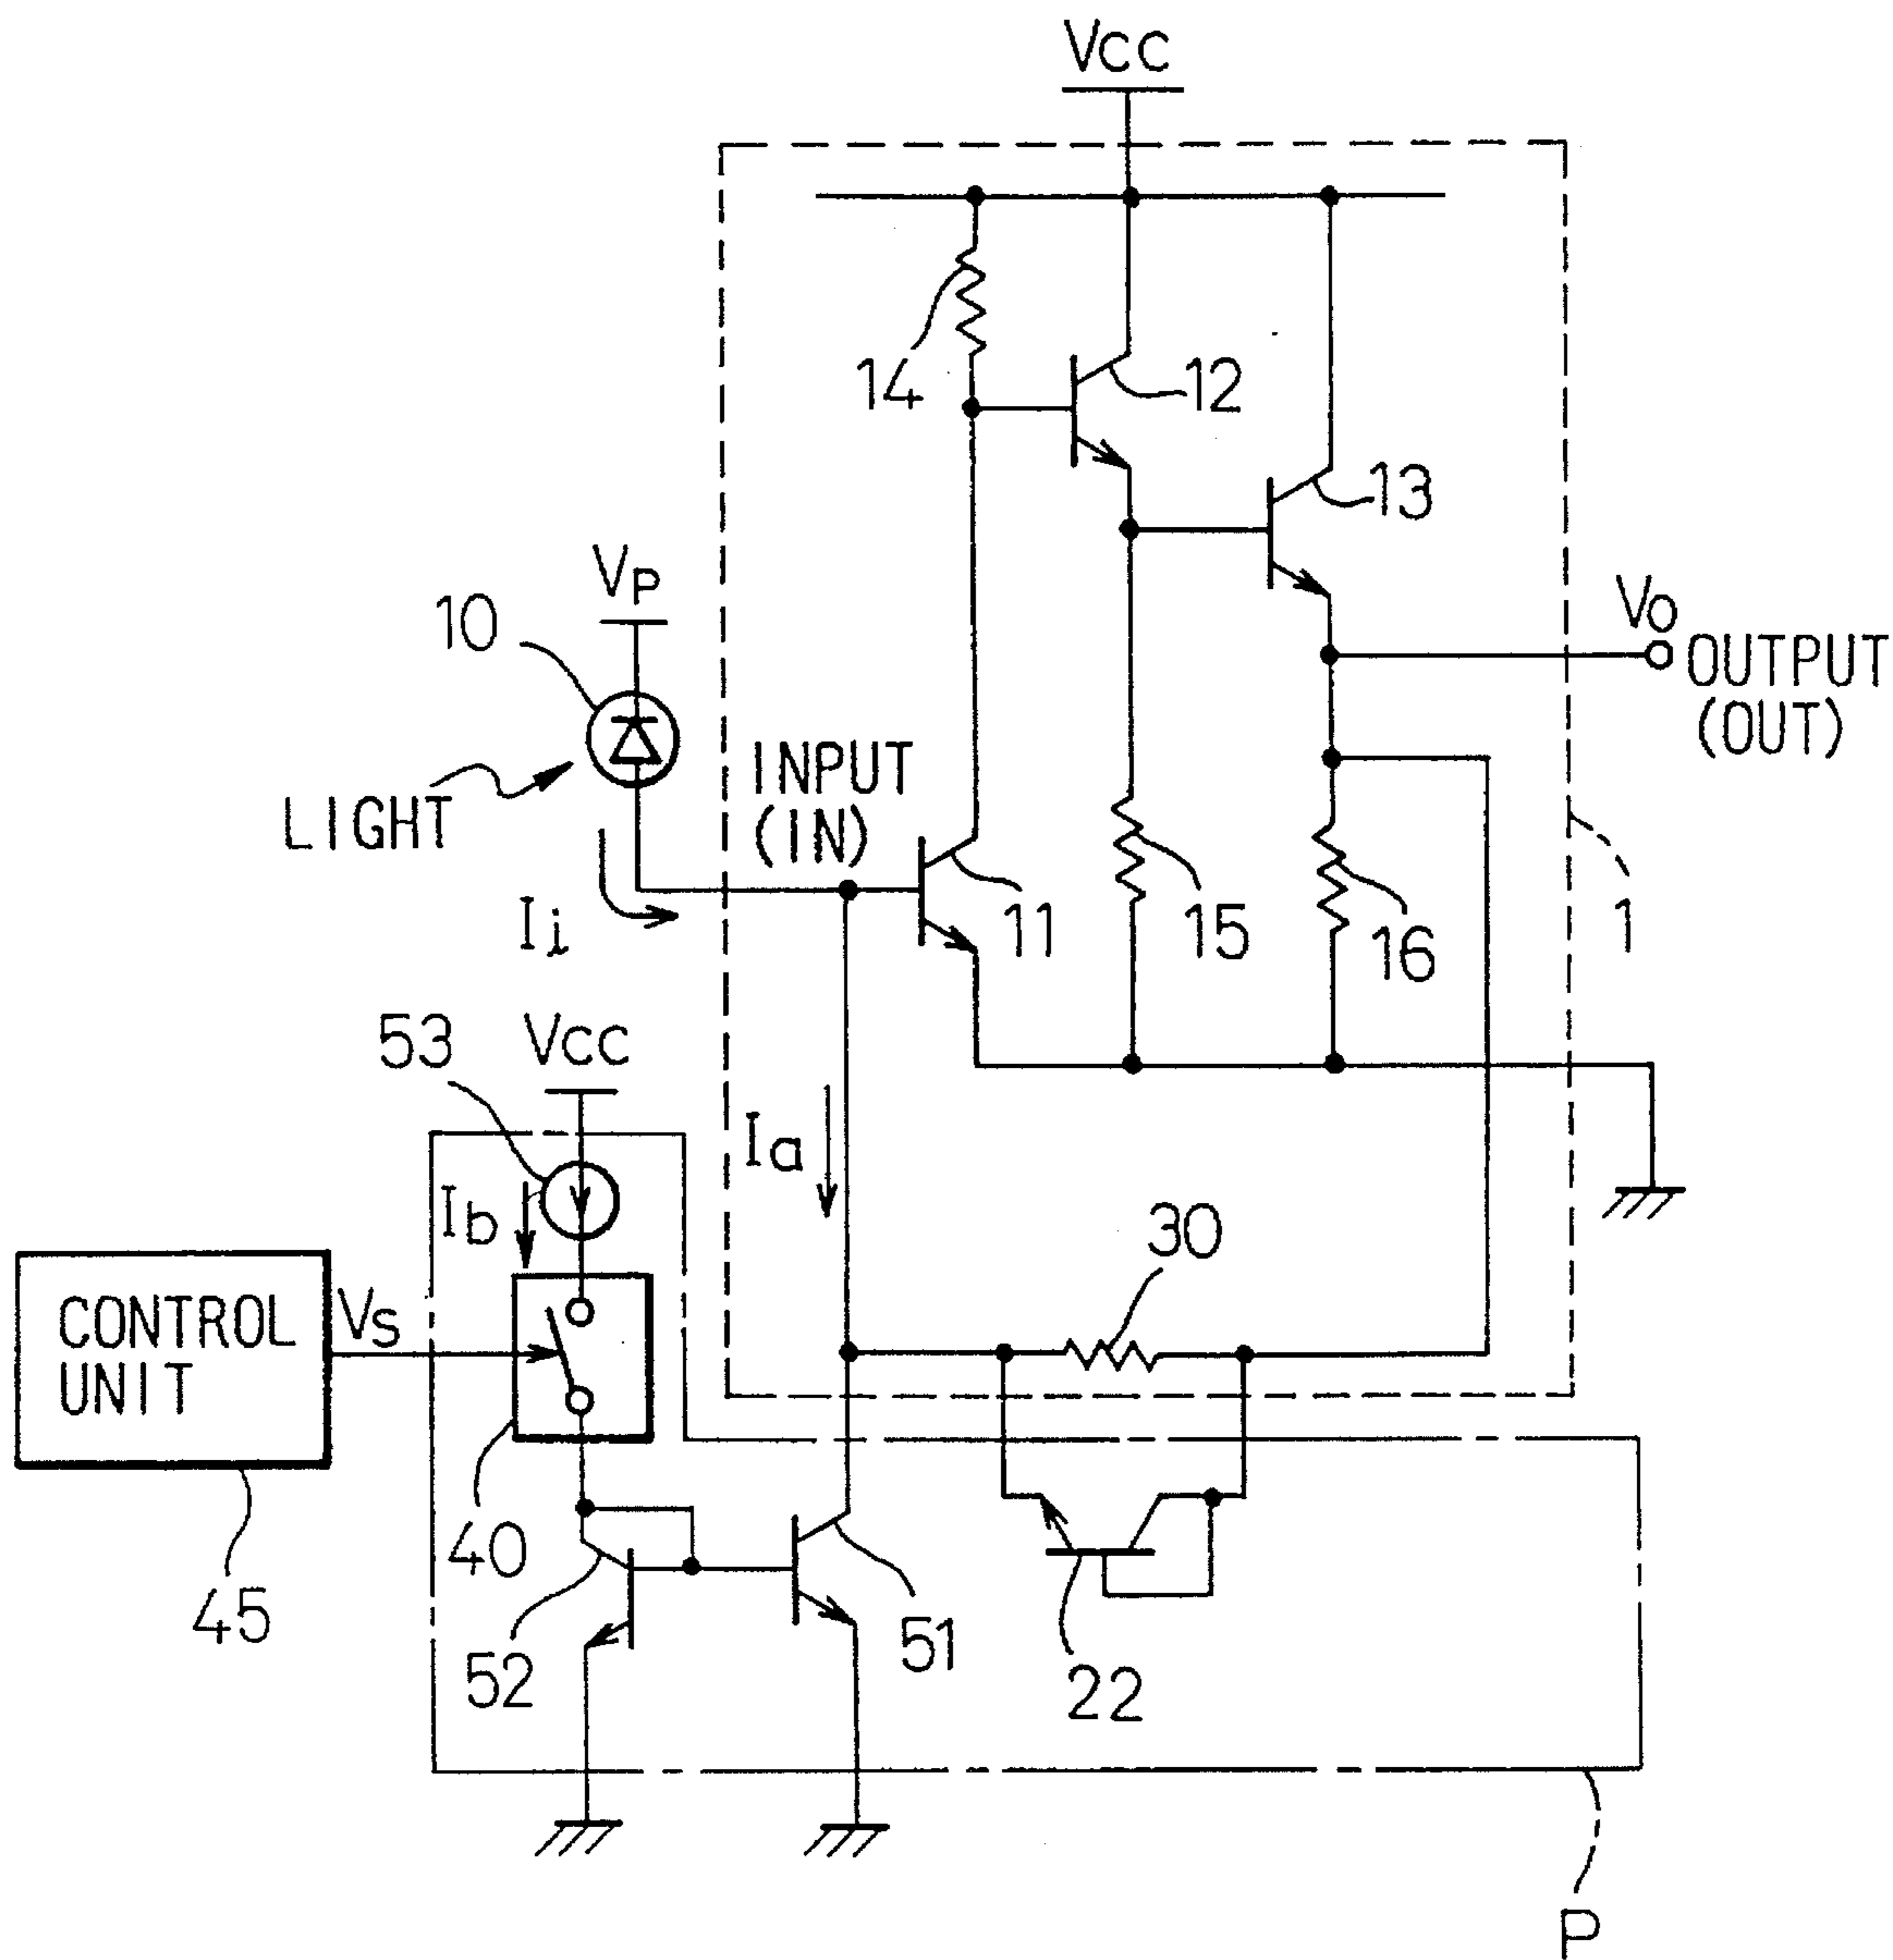 Vcc
14
12
13
VP
10
Vo
OUTPUT
(OUT)
INPUT
(IN)
LIGHT
Ii
11
15
16
1
53
Vcc
Ia
Ib
30
CONTROL
UNIT
Vs
40
45
52
51
22
P